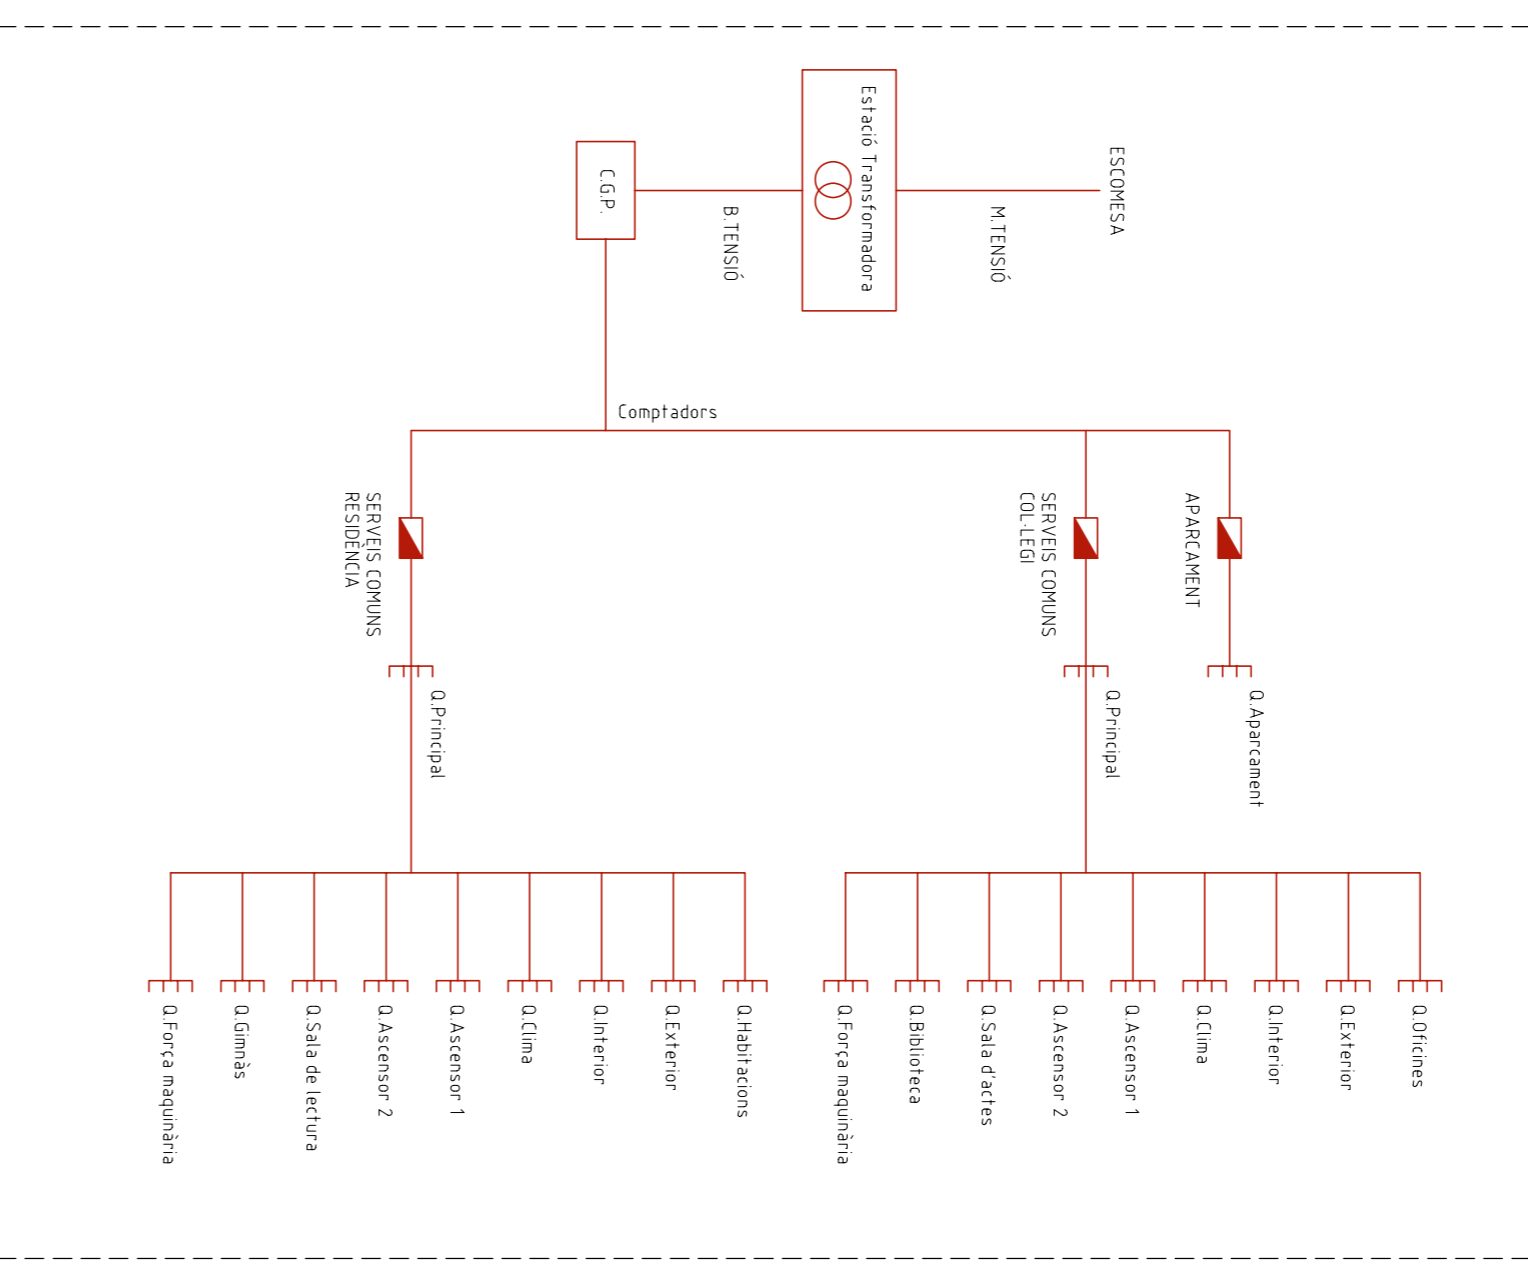 ESCOMESA
M.TENSIÓ
Estació Transformadora
B.TENSIÓ
C.G.P.
Comptadors
SERVEIS COMUNS
RESIDÈNCIA
SERVEIS COMUNS
COL·LEGI
APARCAMENT
Q.Principal
Q.Principal
Q.Aparcament
Q.Força maquinària
Q.Gimnàs
Q.Sala de lectura
Q.Ascensor 2
Q.Ascensor 1
Q.Clima
Q.Interior
Q.Exterior
Q.Habitacions
Q.Força maquinària
Q.Biblioteca
Q.Sala d'actes
Q.Ascensor 2
Q.Ascensor 1
Q.Clima
Q.Interior
Q.Exterior
Q.Oficines